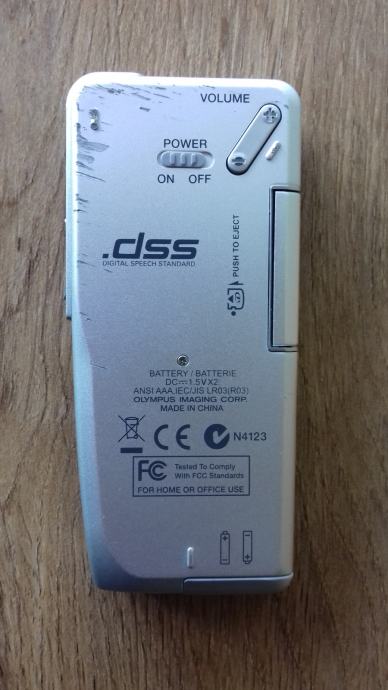 VOLUME
+
-
POWER
ON OFF
.dss
DIGITAL SPEECH STANDARD
PUSH TO EJECT
BATTERY / BATTERIE
DC⎓1.5V X2
ANSI AAA,IEC/JIS LR03(R03)
OLYMPUS IMAGING CORP.
MADE IN CHINA
CE N4123
FC Tested To Comply
With FCC Standards
FOR HOME OR OFFICE USE